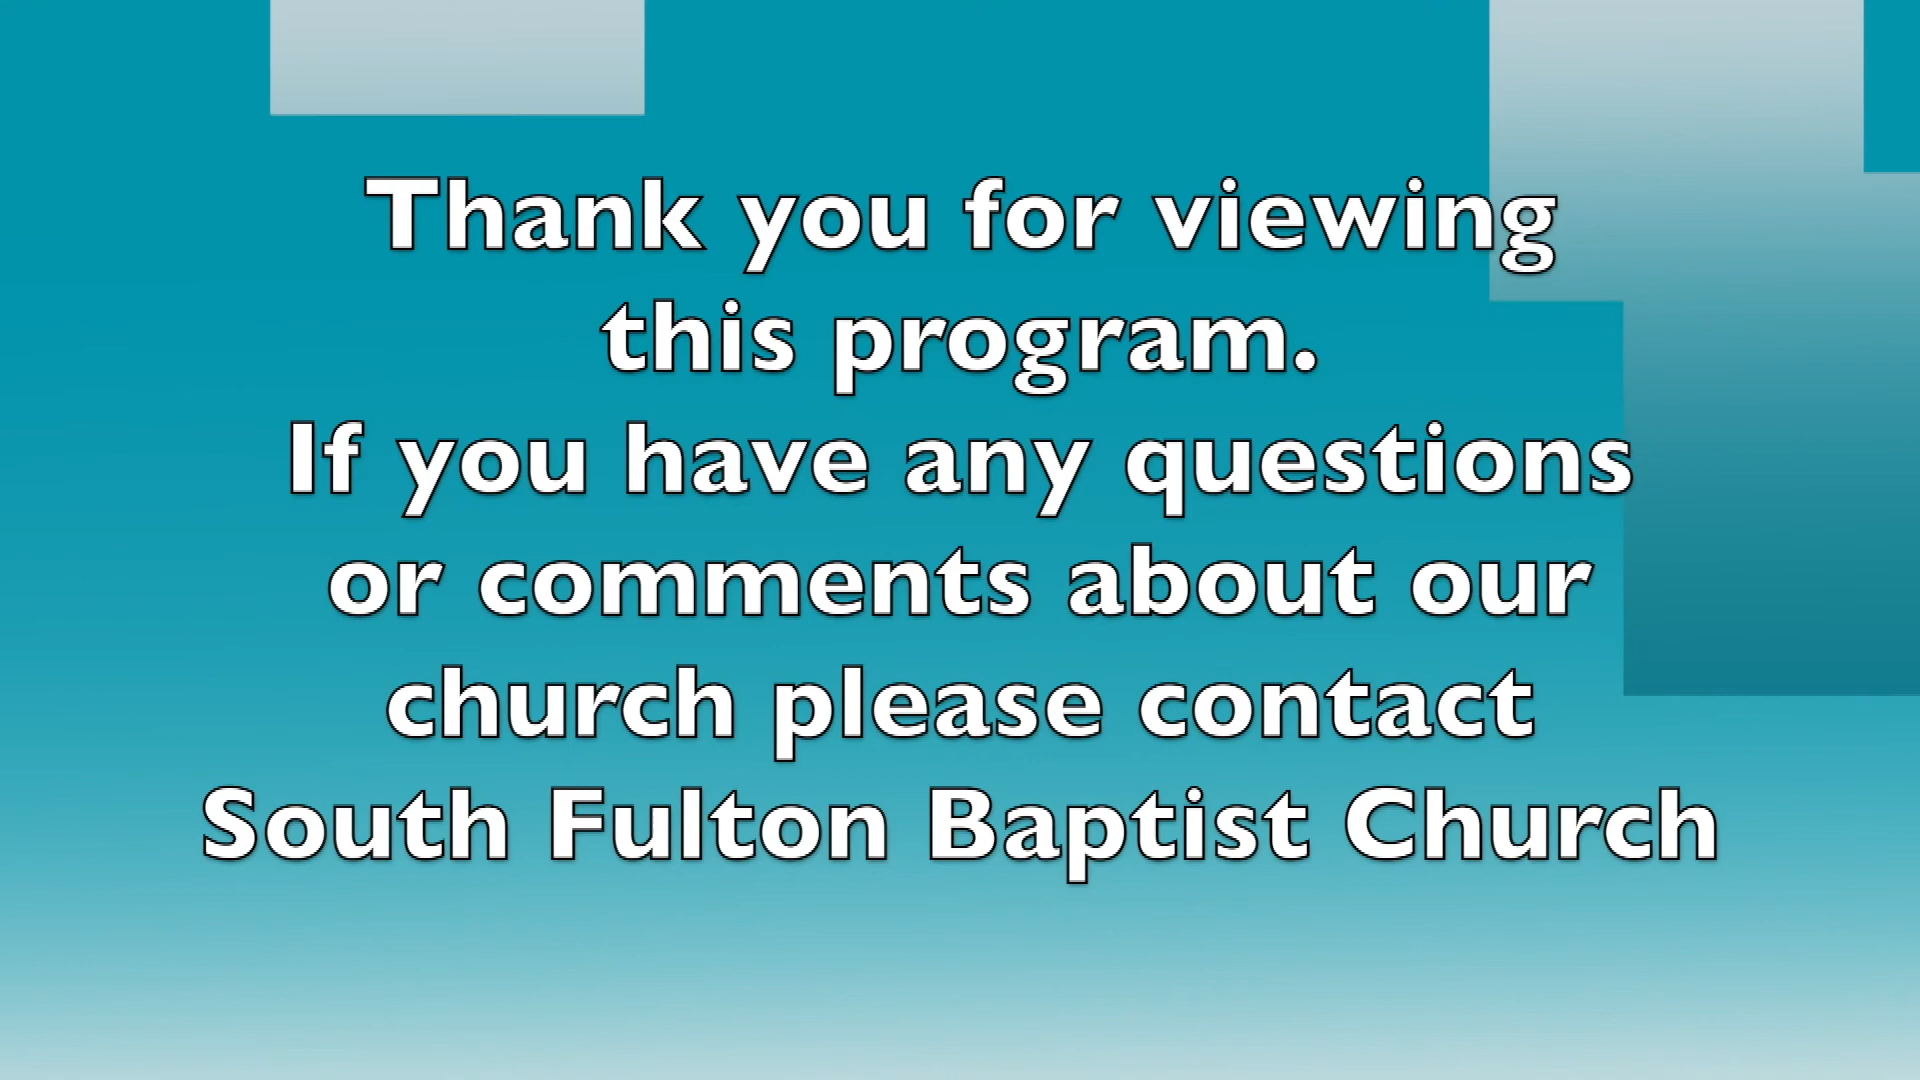 Thank you for viewing
this program.
If you have any questions
or comments about our
church please contact
South Fulton Baptist Church